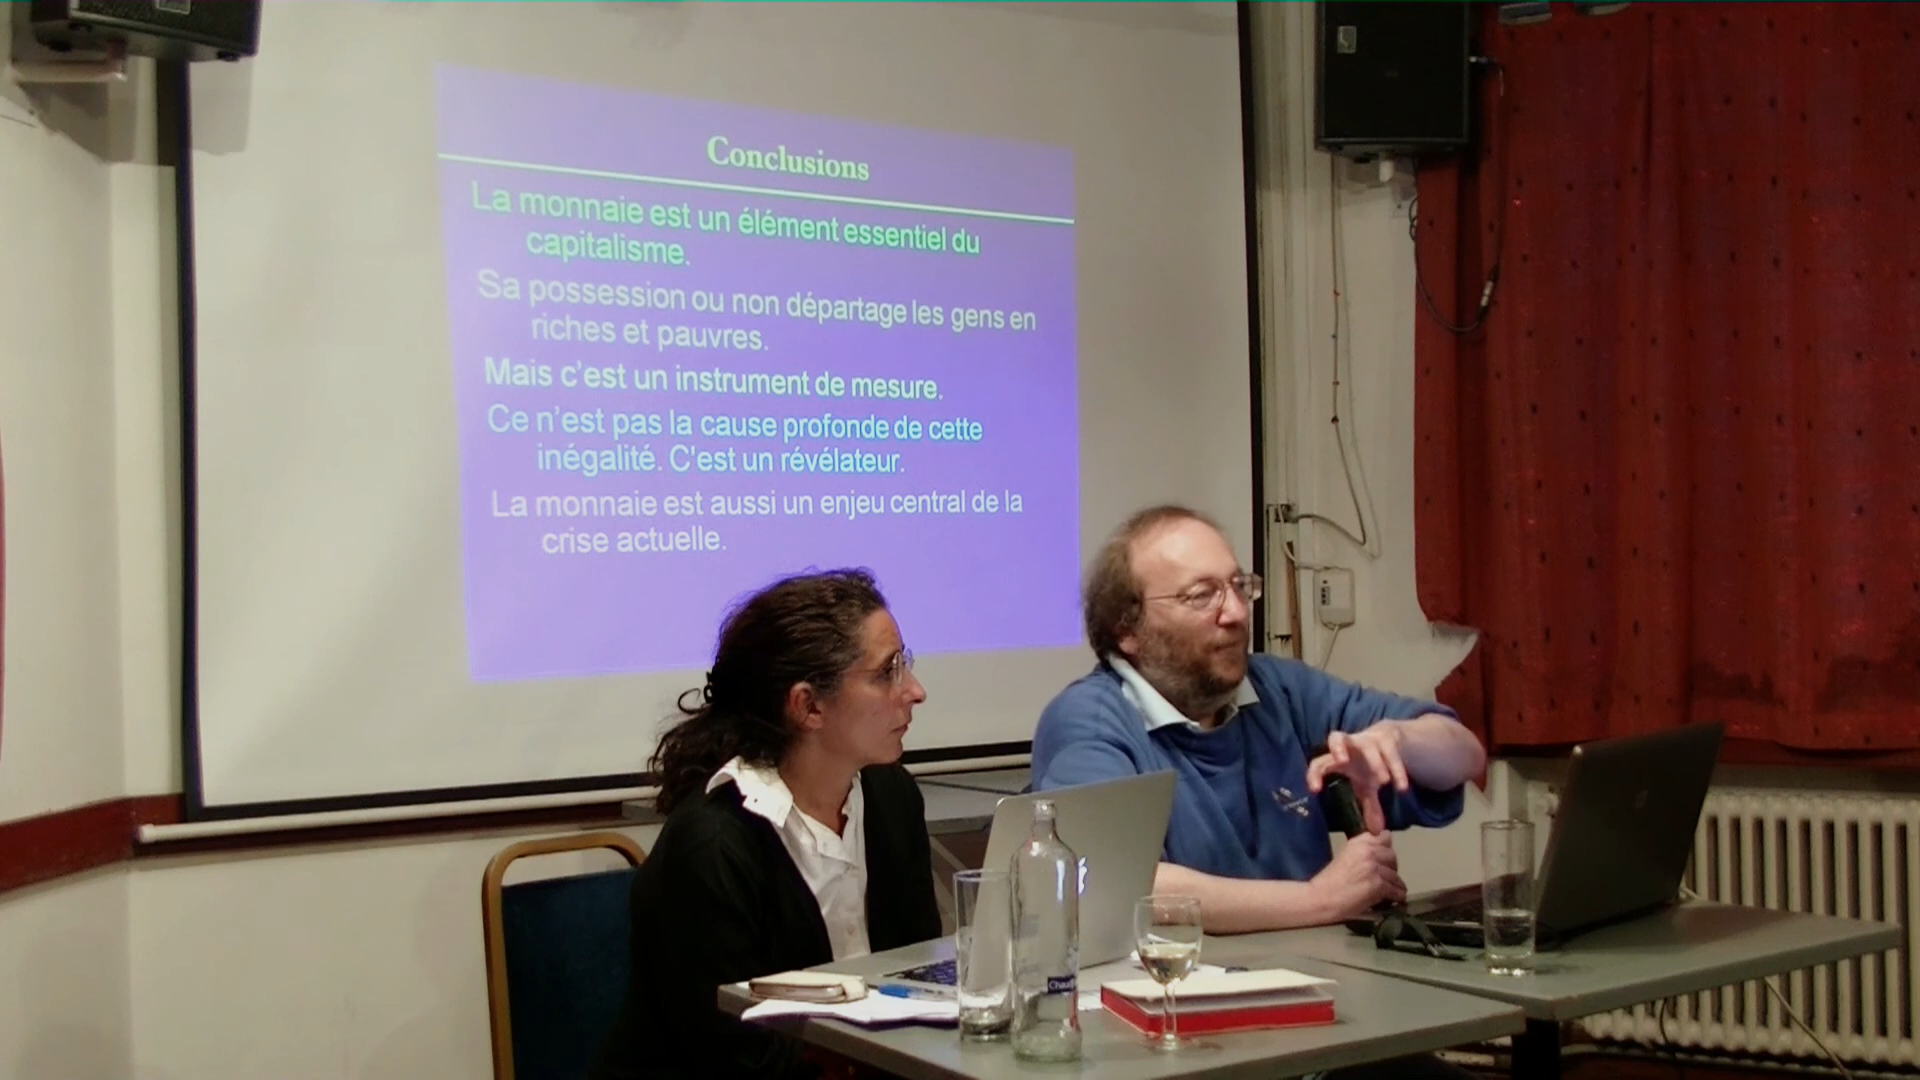 Conclusions
La monnaie est un élément essentiel du
capitalisme.
Sa possession ou non départage les gens en
riches et pauvres.
Mais c'est un instrument de mesure.
Ce n'est pas la cause profonde de cette
inégalité. C'est un révélateur.
La monnaie est aussi un enjeu central de la
crise actuelle.